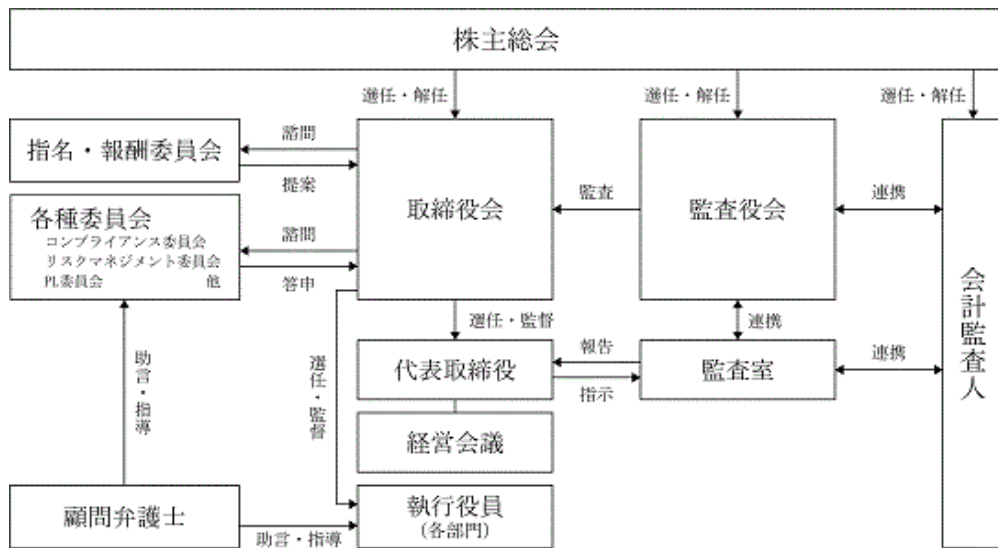 株主総会
選任・解任
選任・解任
選任・解任
指名・報酬委員会
諮問
提案
取締役会
監査
監査役会
連携
各種委員会
コンプライアンス委員会
リスクマネジメント委員会
PL委員会 他
諮問
答申
選任・監督
連携
会計監査人
代表取締役
報告
指示
監査室
連携
助言・指導
選任・監督
経営会議
顧問弁護士
助言・指導
執行役員
(各部門)